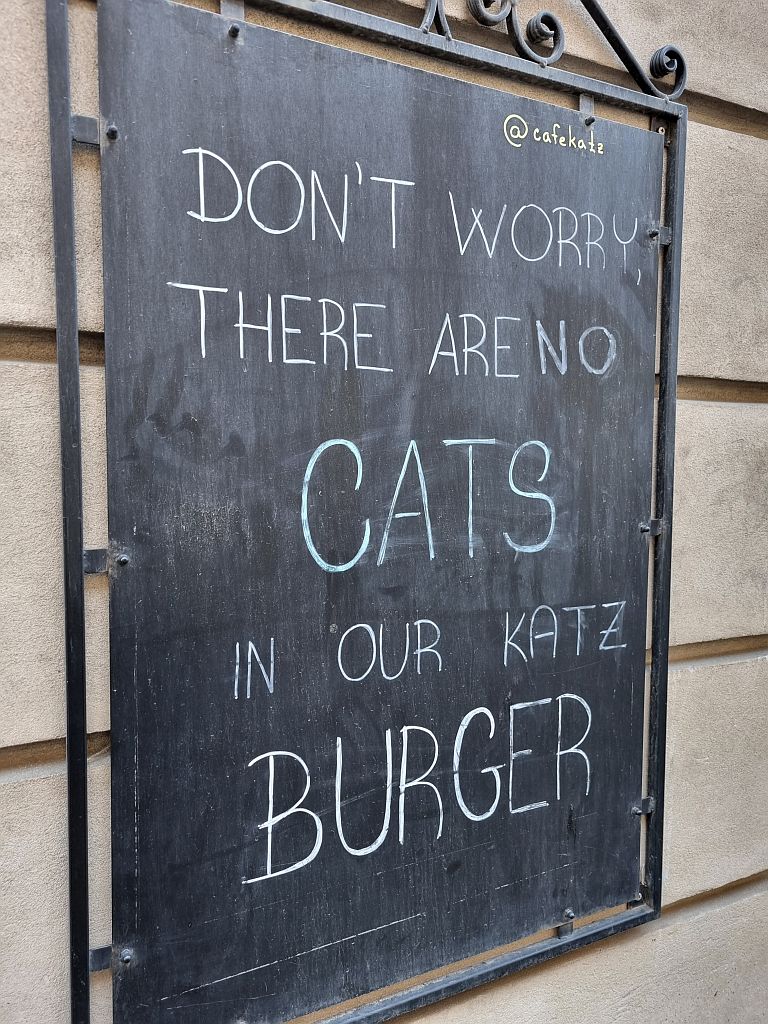 @cafekatz
DON'T WORRY,
THERE ARE NO
CATS
IN OUR KATZ
BURGER